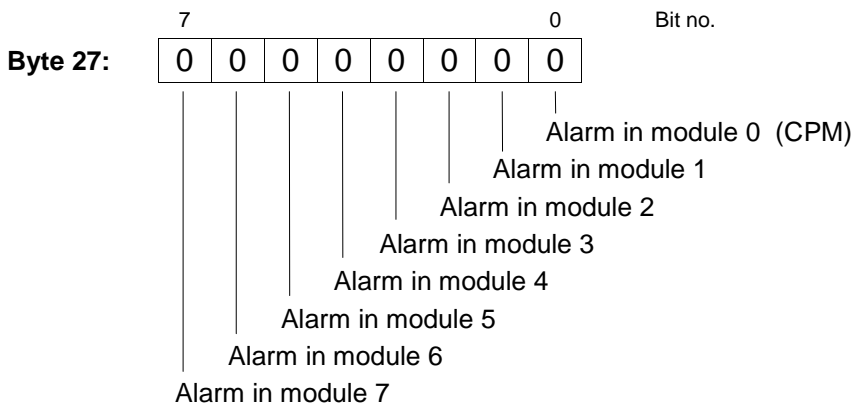 7 0 Bit no.
Byte 27: 0 0 0 0 0 0 0 0
Alarm in module 0 (CPM)
Alarm in module 1
Alarm in module 2
Alarm in module 3
Alarm in module 4
Alarm in module 5
Alarm in module 6
Alarm in module 7